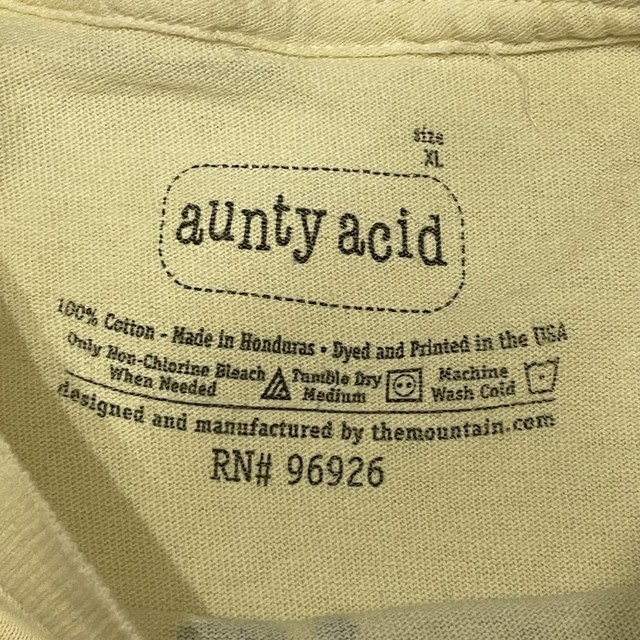 size
XL
aunty acid
100% Cotton - Made in Honduras • Dyed and Printed in the USA
Only Non-Chlorine Bleach When Needed
Tumble Dry Medium
Machine Wash Cold
designed and manufactured by themountain.com
RN# 96926